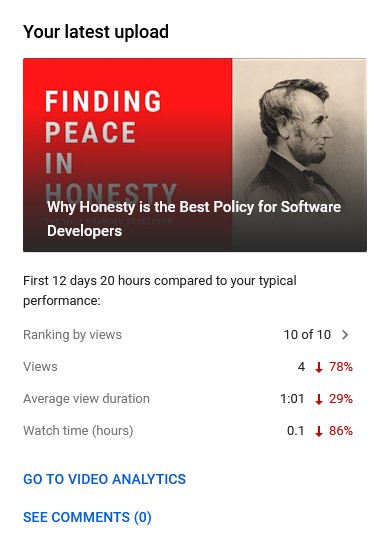 Your latest upload
FINDING
PEACE
IN
HONESTY
Why Honesty is the Best Policy for Software
Developers
First 12 days 20 hours compared to your typical
performance:
Ranking by views 10 of 10
Views 4 78%
Average view duration 1:01 29%
Watch time (hours) 0.1 86%
GO TO VIDEO ANALYTICS
SEE COMMENTS (0)